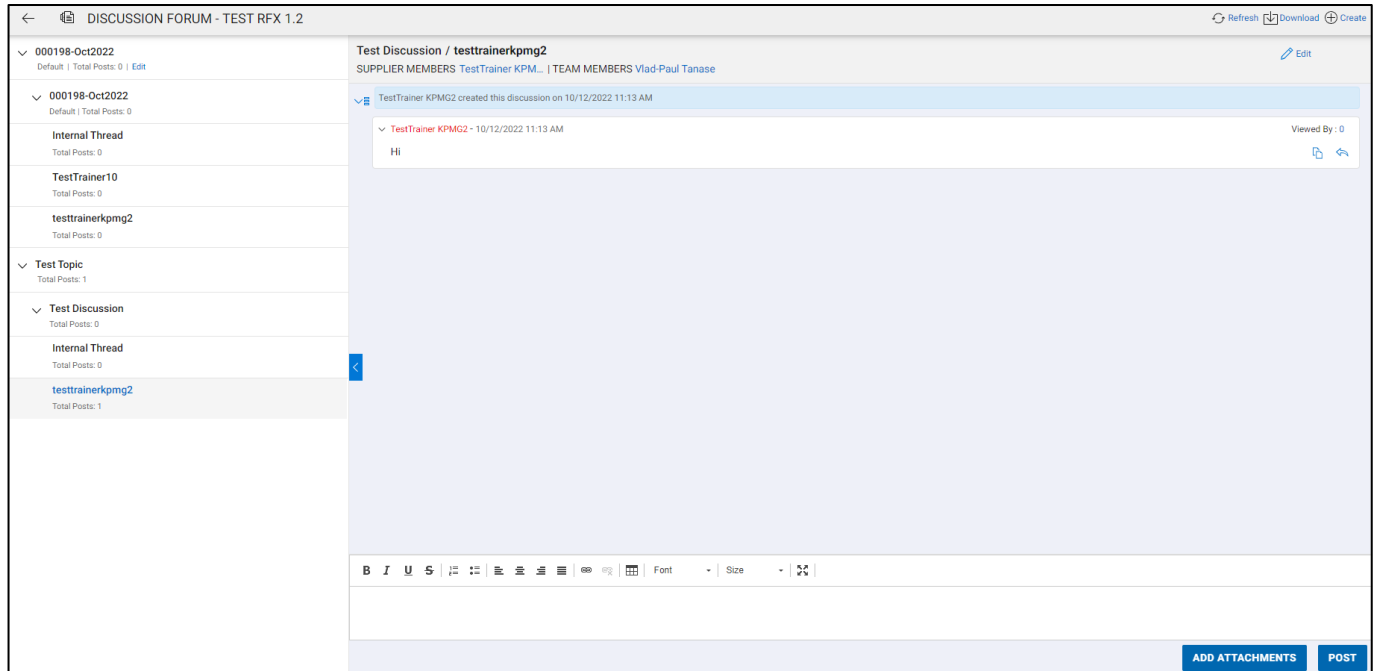 DISCUSSION FORUM - TEST RFX 1.2
Refresh Download Create
000198-Oct2022
Default | Total Posts: 0 | Edit
000198-Oct2022
Default | Total Posts: 0
Internal Thread
Total Posts: 0
TestTrainer10
Total Posts: 0
testtrainerkpmg2
Total Posts: 0
Test Topic
Total Posts: 1
Test Discussion
Total Posts: 0
Internal Thread
Total Posts: 0
testtrainerkpmg2
Total Posts: 1
Test Discussion / testtrainerkpmg2
Edit
SUPPLIER MEMBERS TestTrainer KPM... | TEAM MEMBERS Vlad-Paul Tanase
TestTrainer KPMG2 created this discussion on 10/12/2022 11:13 AM
TestTrainer KPMG2 - 10/12/2022 11:13 AM
Viewed By : 0
Hi
B I U S Font Size
ADD ATTACHMENTS POST